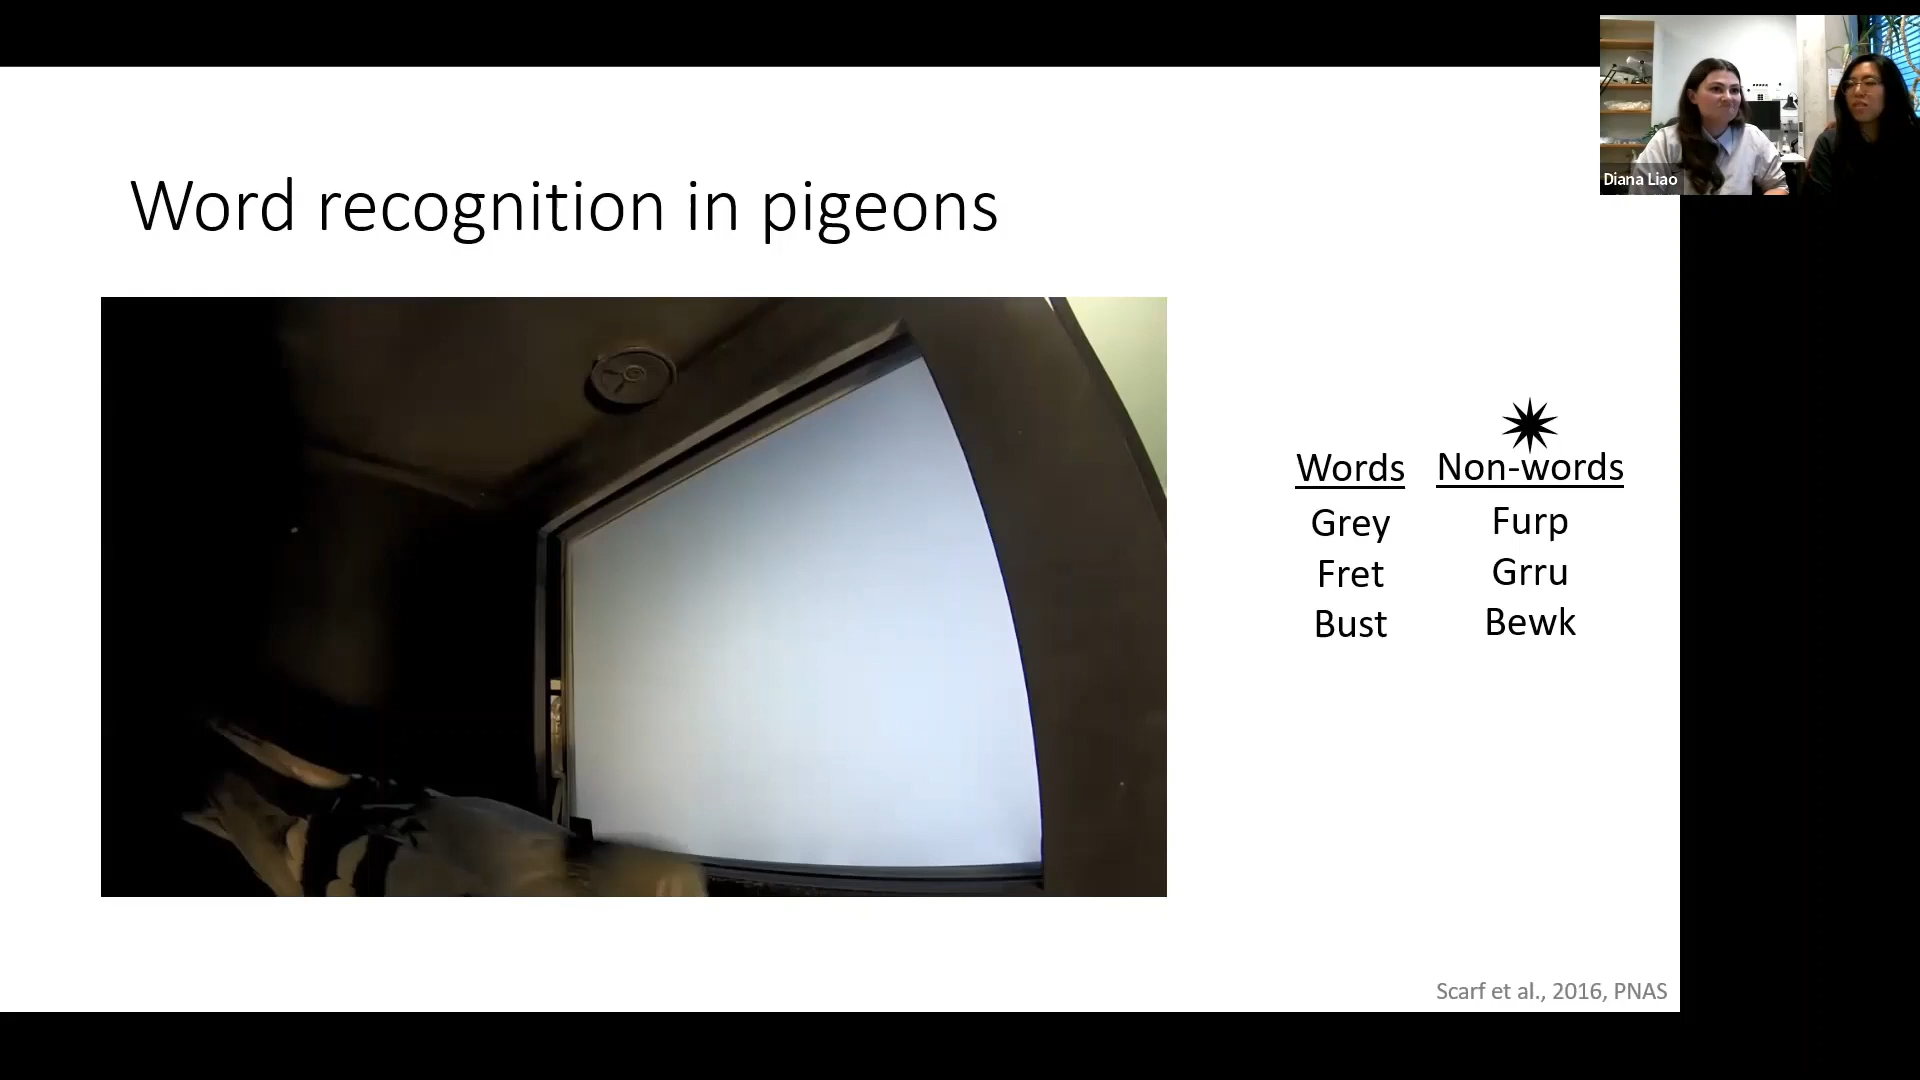 Diana Liao
Word recognition in pigeons
Words Non-words
Grey Furp
Fret Grru
Bust Bewk
Scarf et al., 2016, PNAS